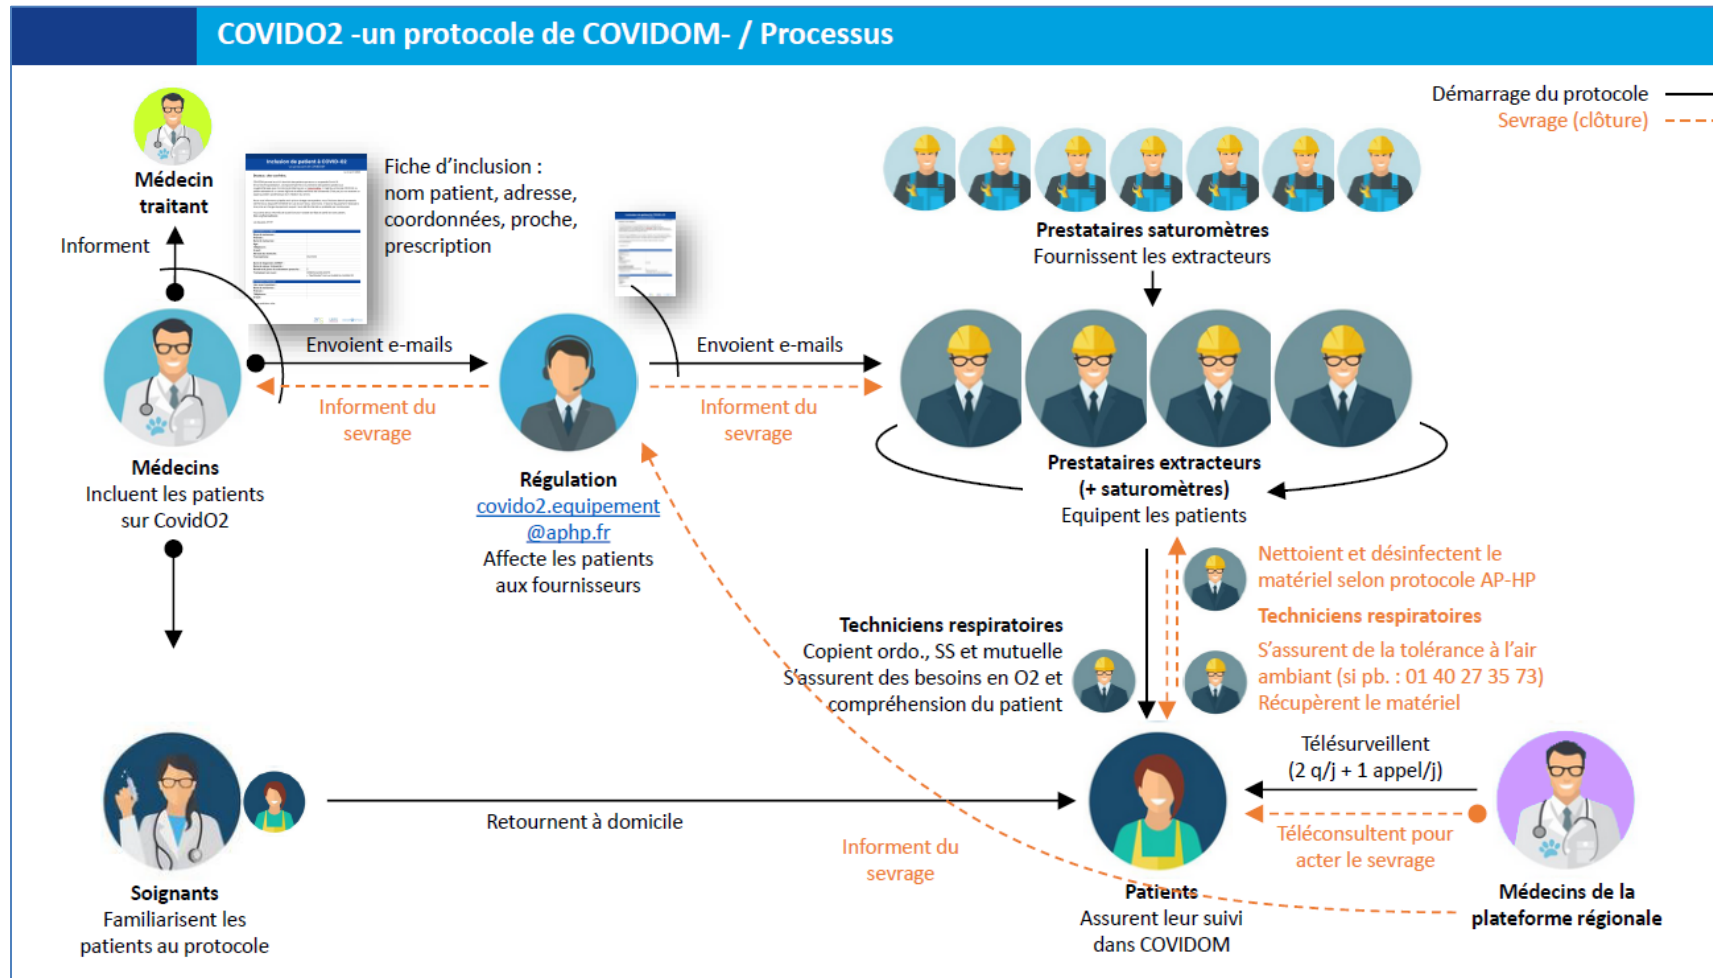 COVIDO2 -un protocole de COVIDOM- / Processus
Démarrage du protocole
Sevrage (clôture)
Médecin
traitant
Informent
Inclusion de patient à COVID-O2
Fiche d'inclusion :
nom patient, adresse,
coordonnées, proche,
prescription
Prestataires saturomètres
Fournissent les extracteurs
Envoient e-mails
Informent du
sevrage
Envoient e-mails
Informent du
sevrage
Médecins
Incluent les patients
sur CovidO2
Régulation
covido2.equipement
@aphp.fr
Affecte les patients
aux fournisseurs
Prestataires extracteurs
(+ saturomètres)
Equipent les patients
Nettoient et désinfectent le
matériel selon protocole AP-HP
Techniciens respiratoires
S'assurent de la tolérance à l'air
ambiant (si pb. : 01 40 27 35 73)
Récupèrent le matériel
Techniciens respiratoires
Copient ordo., SS et mutuelle
S'assurent des besoins en O2 et
compréhension du patient
Télésurveillent
(2 q/j + 1 appel/j)
Téléconsultent pour
acter le sevrage
Retournent à domicile
Informent du
sevrage
Soignants
Familiarisent les
patients au protocole
Patients
Assurent leur suivi
dans COVIDOM
Médecins de la
plateforme régionale